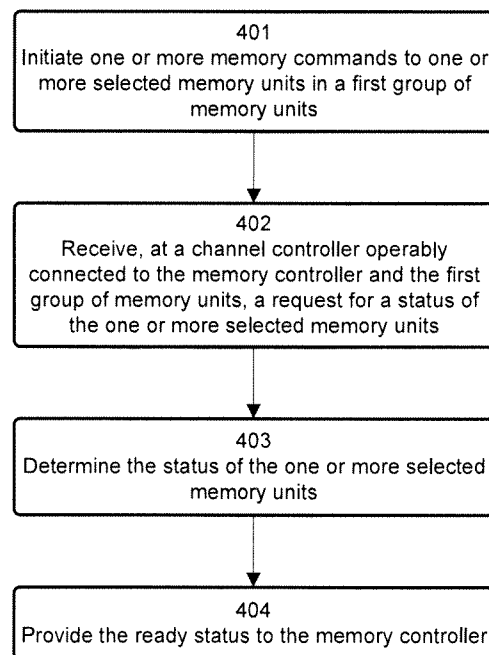 401
Initiate one or more memory commands to one or
more selected memory units in a first group of
memory units
402
Receive, at a channel controller operably
connected to the memory controller and the first
group of memory units, a request for a status of
the one or more selected memory units
403
Determine the status of the one or more selected
memory units
404
Provide the ready status to the memory controller